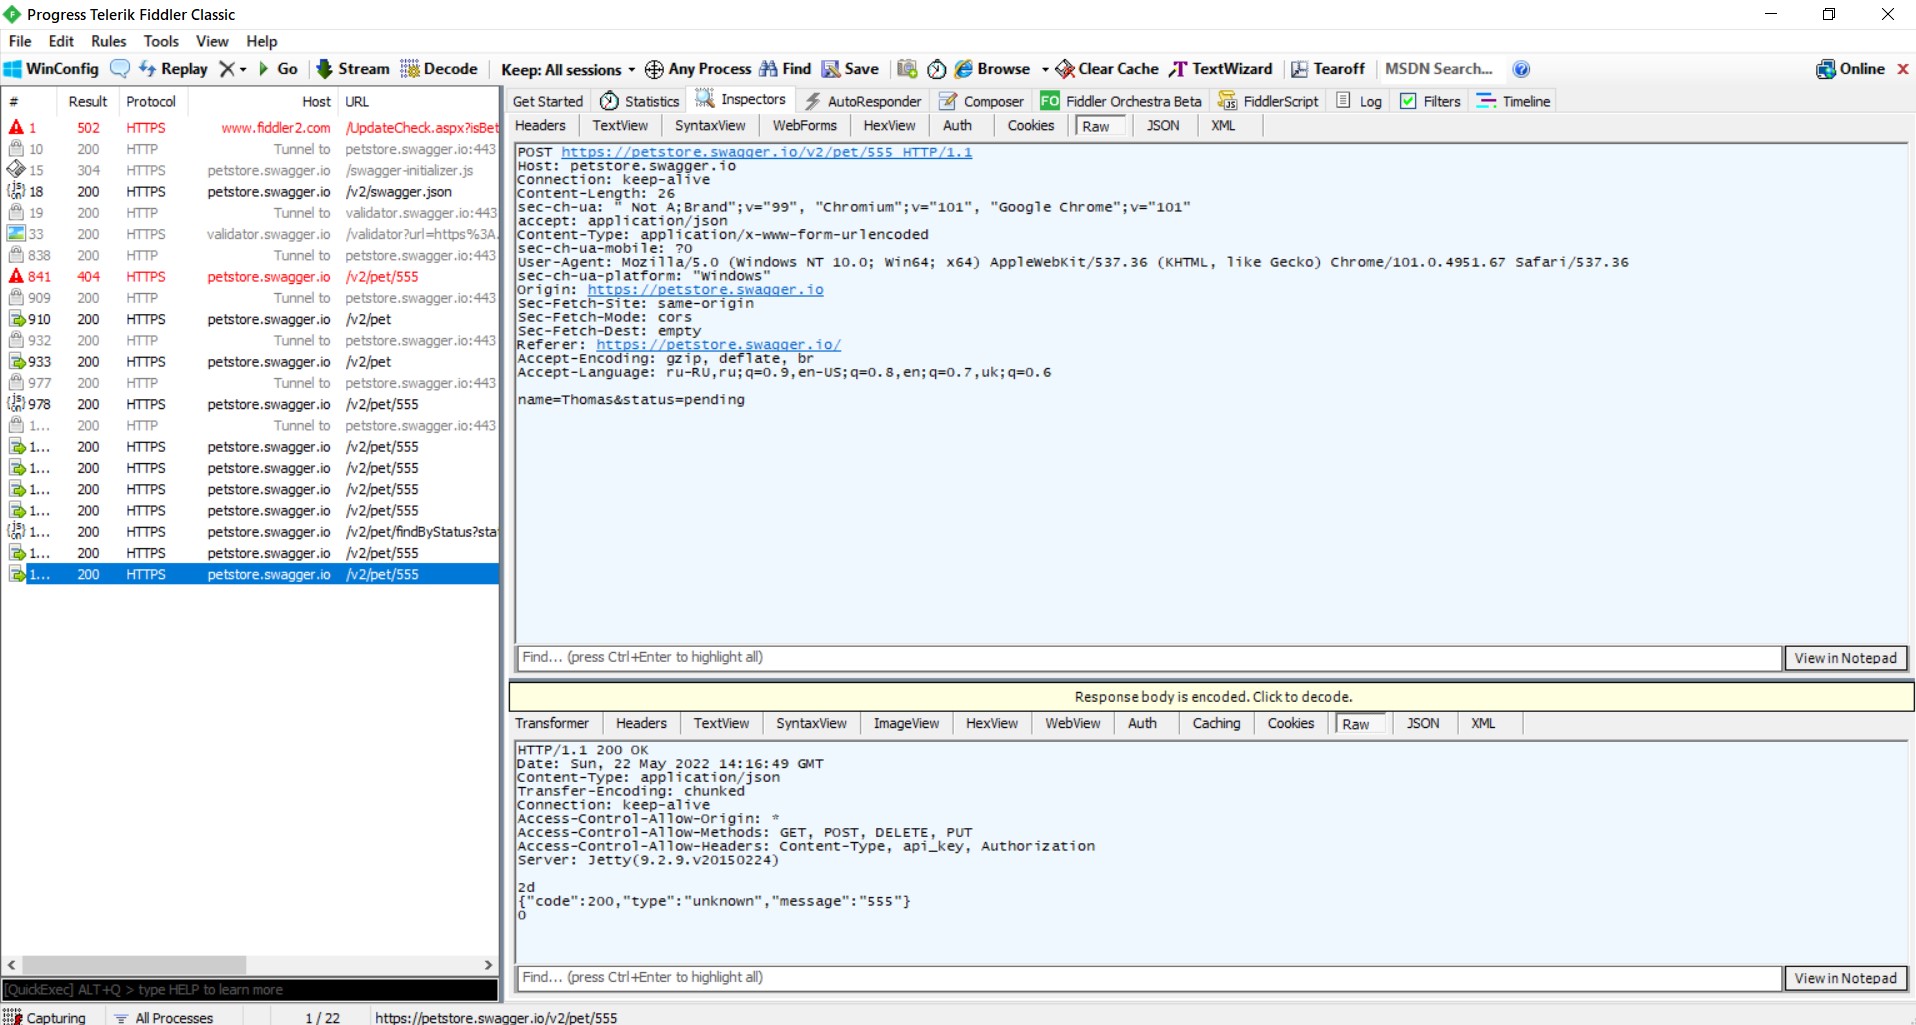 Progress Telerik Fiddler Classic
File Edit Rules Tools View Help
WinConfig Replay Go Stream Decode Keep: All sessions Any Process Find Save Browse Clear Cache TextWizard Tearoff MSDN Search... Online
# Result Protocol Host URL
1 502 HTTPS www.fiddler2.com /UpdateCheck.aspx?isBet
10 200 HTTP Tunnel to petstore.swagger.io:443
15 304 HTTPS petstore.swagger.io /swagger-initializer.js
18 200 HTTPS petstore.swagger.io /v2/swagger.json
19 200 HTTP Tunnel to validator.swagger.io:443
33 200 HTTPS validator.swagger.io /validator?url=https%3A.
838 200 HTTP Tunnel to petstore.swagger.io:443
841 404 HTTPS petstore.swagger.io /v2/pet/555
909 200 HTTP Tunnel to petstore.swagger.io:443
910 200 HTTPS petstore.swagger.io /v2/pet
932 200 HTTP Tunnel to petstore.swagger.io:443
933 200 HTTPS petstore.swagger.io /v2/pet
977 200 HTTP Tunnel to petstore.swagger.io:443
978 200 HTTPS petstore.swagger.io /v2/pet/555
1... 200 HTTP Tunnel to petstore.swagger.io:443
1... 200 HTTPS petstore.swagger.io /v2/pet/555
1... 200 HTTPS petstore.swagger.io /v2/pet/555
1... 200 HTTPS petstore.swagger.io /v2/pet/555
1... 200 HTTPS petstore.swagger.io /v2/pet/555
1... 200 HTTPS petstore.swagger.io /v2/pet/findByStatus?sta
1... 200 HTTPS petstore.swagger.io /v2/pet/555
1... 200 HTTPS petstore.swagger.io /v2/pet/555
[QuickExec] ALT+Q > type HELP to learn more
Get Started Statistics Inspectors AutoResponder Composer FO Fiddler Orchestra Beta FiddlerScript Log Filters Timeline
Headers TextView SyntaxView WebForms HexView Auth Cookies Raw JSON XML
POST https://petstore.swagger.io/v2/pet/555 HTTP/1.1
Host: petstore.swagger.io
Connection: keep-alive
Content-Length: 26
sec-ch-ua: " Not A;Brand";v="99", "Chromium";v="101", "Google Chrome";v="101"
accept: application/json
Content-Type: application/x-www-form-urlencoded
sec-ch-ua-mobile: ?0
User-Agent: Mozilla/5.0 (Windows NT 10.0; Win64; x64) AppleWebKit/537.36 (KHTML, like Gecko) Chrome/101.0.4951.67 Safari/537.36
sec-ch-ua-platform: "Windows"
Origin: https://petstore.swagger.io
Sec-Fetch-Site: same-origin
Sec-Fetch-Mode: cors
Sec-Fetch-Dest: empty
Referer: https://petstore.swagger.io/
Accept-Encoding: gzip, deflate, br
Accept-Language: ru-RU,ru;q=0.9,en-US;q=0.8,en;q=0.7,uk;q=0.6
name=Thomas&status=pending
Find... (press Ctrl+Enter to highlight all) View in Notepad
Response body is encoded. Click to decode.
Transformer Headers TextView SyntaxView ImageView HexView WebView Auth Caching Cookies Raw JSON XML
HTTP/1.1 200 OK
Date: Sun, 22 May 2022 14:16:49 GMT
Content-Type: application/json
Transfer-Encoding: chunked
Connection: keep-alive
Access-Control-Allow-Origin: *
Access-Control-Allow-Methods: GET, POST, DELETE, PUT
Access-Control-Allow-Headers: Content-Type, api_key, Authorization
Server: Jetty(9.2.9.v20150224)
2d
{"code":200,"type":"unknown","message":"555"}
0
Find... (press Ctrl+Enter to highlight all) View in Notepad
Capturing All Processes 1 / 22 https://petstore.swagger.io/v2/pet/555